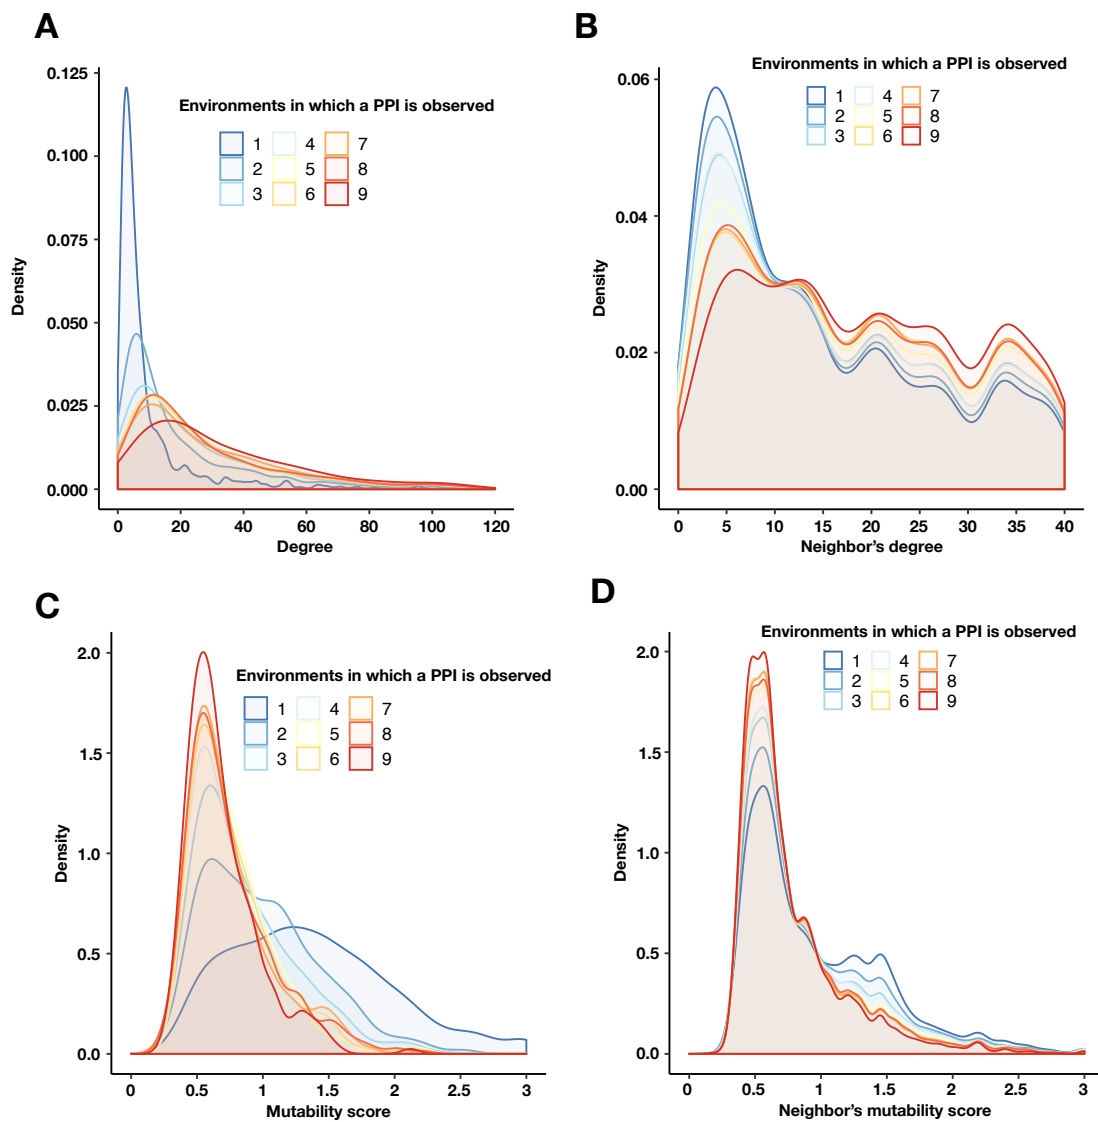 A
Environments in which a PPI is observed
1 4 7
2 5 8
3 6 9
0.125
0.100
0.075
0.050
0.025
0.000
Density
0 20 40 60 80 100 120
Degree
B
Environments in which a PPI is observed
1 4 7
2 5 8
3 6 9
0.06
0.04
0.02
0.00
Density
0 5 10 15 20 25 30 35 40
Neighbor’s degree
C
Environments in which a PPI is observed
1 4 7
2 5 8
3 6 9
2.0
1.5
1.0
0.5
0.0
Density
0 0.5 1 1.5 2 2.5 3
Mutability score
D
Environments in which a PPI is observed
1 4 7
2 5 8
3 6 9
2.0
1.5
1.0
0.5
0.0
Density
0 0.5 1 1.5 2 2.5 3
Neighbor’s mutability score